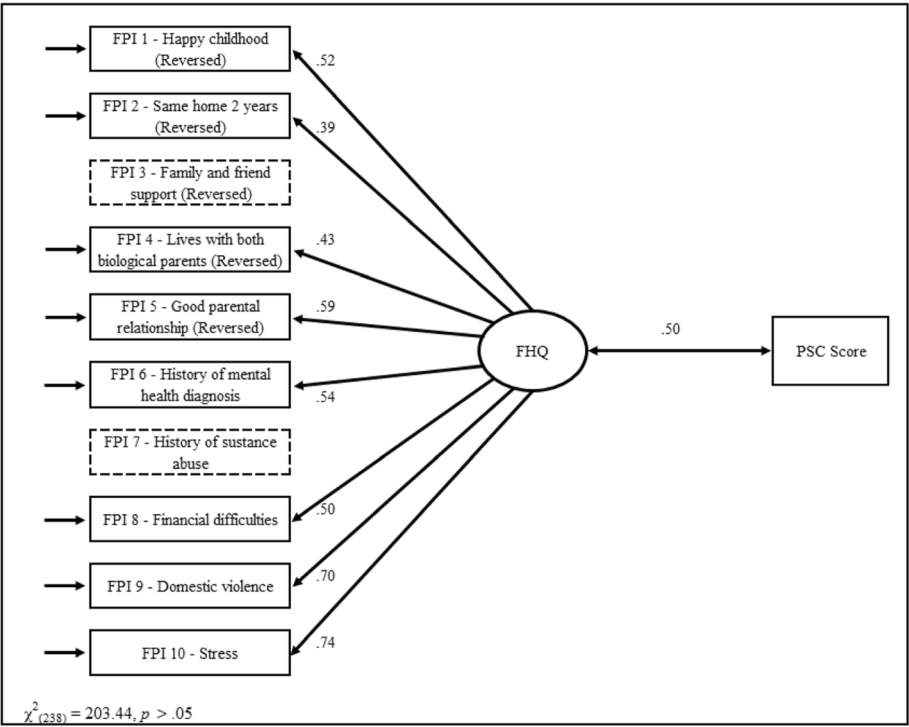 FPI 1 - Happy childhood
(Reversed)
.52
FPI 2 - Same home 2 years
(Reversed)
.39
FPI 3 - Family and friend
support (Reversed)
FPI 4 - Lives with both
biological parents (Reversed)
.43
FPI 5 - Good parental
relationship (Reversed)
.59
FPI 6 - History of mental
health diagnosis
.54
FPI 7 - History of sustance
abuse
FPI 8 - Financial difficulties
.50
FPI 9 - Domestic violence
.70
FPI 10 - Stress
.74
FHQ
.50
PSC Score
χ²₍₂₃₈₎ = 203.44, p > .05